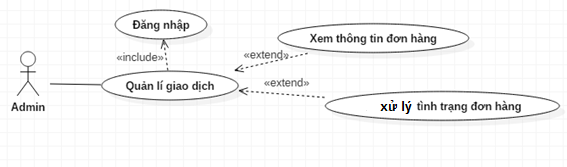 Đăng nhập
Xem thông tin đơn hàng
«include»
«extend»
Quản lí giao dịch
«extend»
Admin
xử lý tình trạng đơn hàng